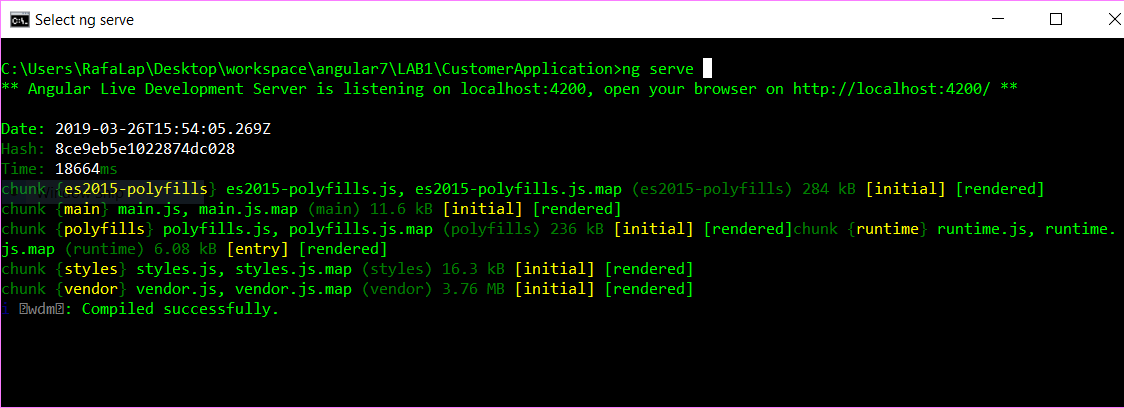 Select ng serve
C:\Users\RafaLap\Desktop\workspace\angular7\LAB1\CustomerApplication>ng serve
** Angular Live Development Server is listening on localhost:4200, open your browser on http://localhost:4200/ **
Date: 2019-03-26T15:54:05.269Z
Hash: 8ce9eb5e1022874dc028
Time: 18664ms
chunk {es2015-polyfills} es2015-polyfills.js, es2015-polyfills.js.map (es2015-polyfills) 284 kB [initial] [rendered]
chunk {main} main.js, main.js.map (main) 11.6 kB [initial] [rendered]
chunk {polyfills} polyfills.js, polyfills.js.map (polyfills) 236 kB [initial] [rendered]chunk {runtime} runtime.js, runtime.
js.map (runtime) 6.08 kB [entry] [rendered]
chunk {styles} styles.js, styles.js.map (styles) 16.3 kB [initial] [rendered]
chunk {vendor} vendor.js, vendor.js.map (vendor) 3.76 MB [initial] [rendered]
i wdm: Compiled successfully.